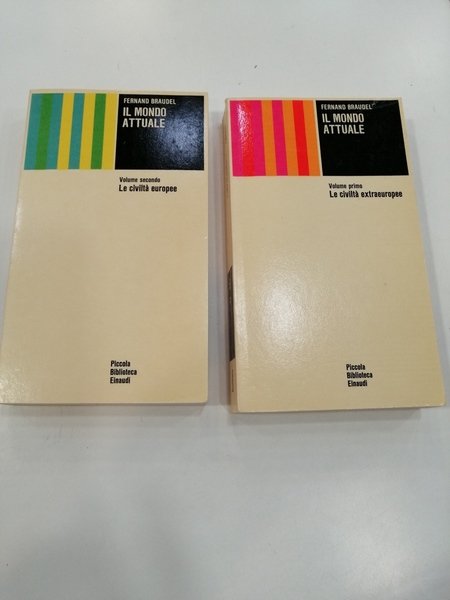 FERNAND BRAUDEL
IL MONDO
ATTUALE
Volume secondo
Le civiltà europee
Piccola
Biblioteca
Einaudi
FERNAND BRAUDEL
IL MONDO
ATTUALE
Volume primo
Le civiltà extraeuropee
Piccola
Biblioteca
Einaudi